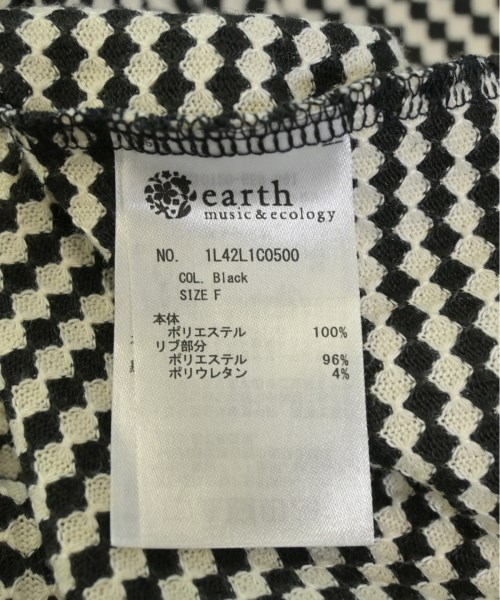 earth
music & ecology
NO. 1L42L1C0500
COL. Black
SIZE F
本体
ポリエステル 100%
リブ部分
ポリエステル 96%
ポリウレタン 4%